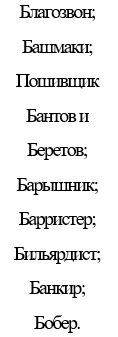 Благозвон;
Башмаки;
Пошивщик
Бантов и
Беретов;
Барышник;
Барристер;
Бильярдист;
Банкир;
Бобер.